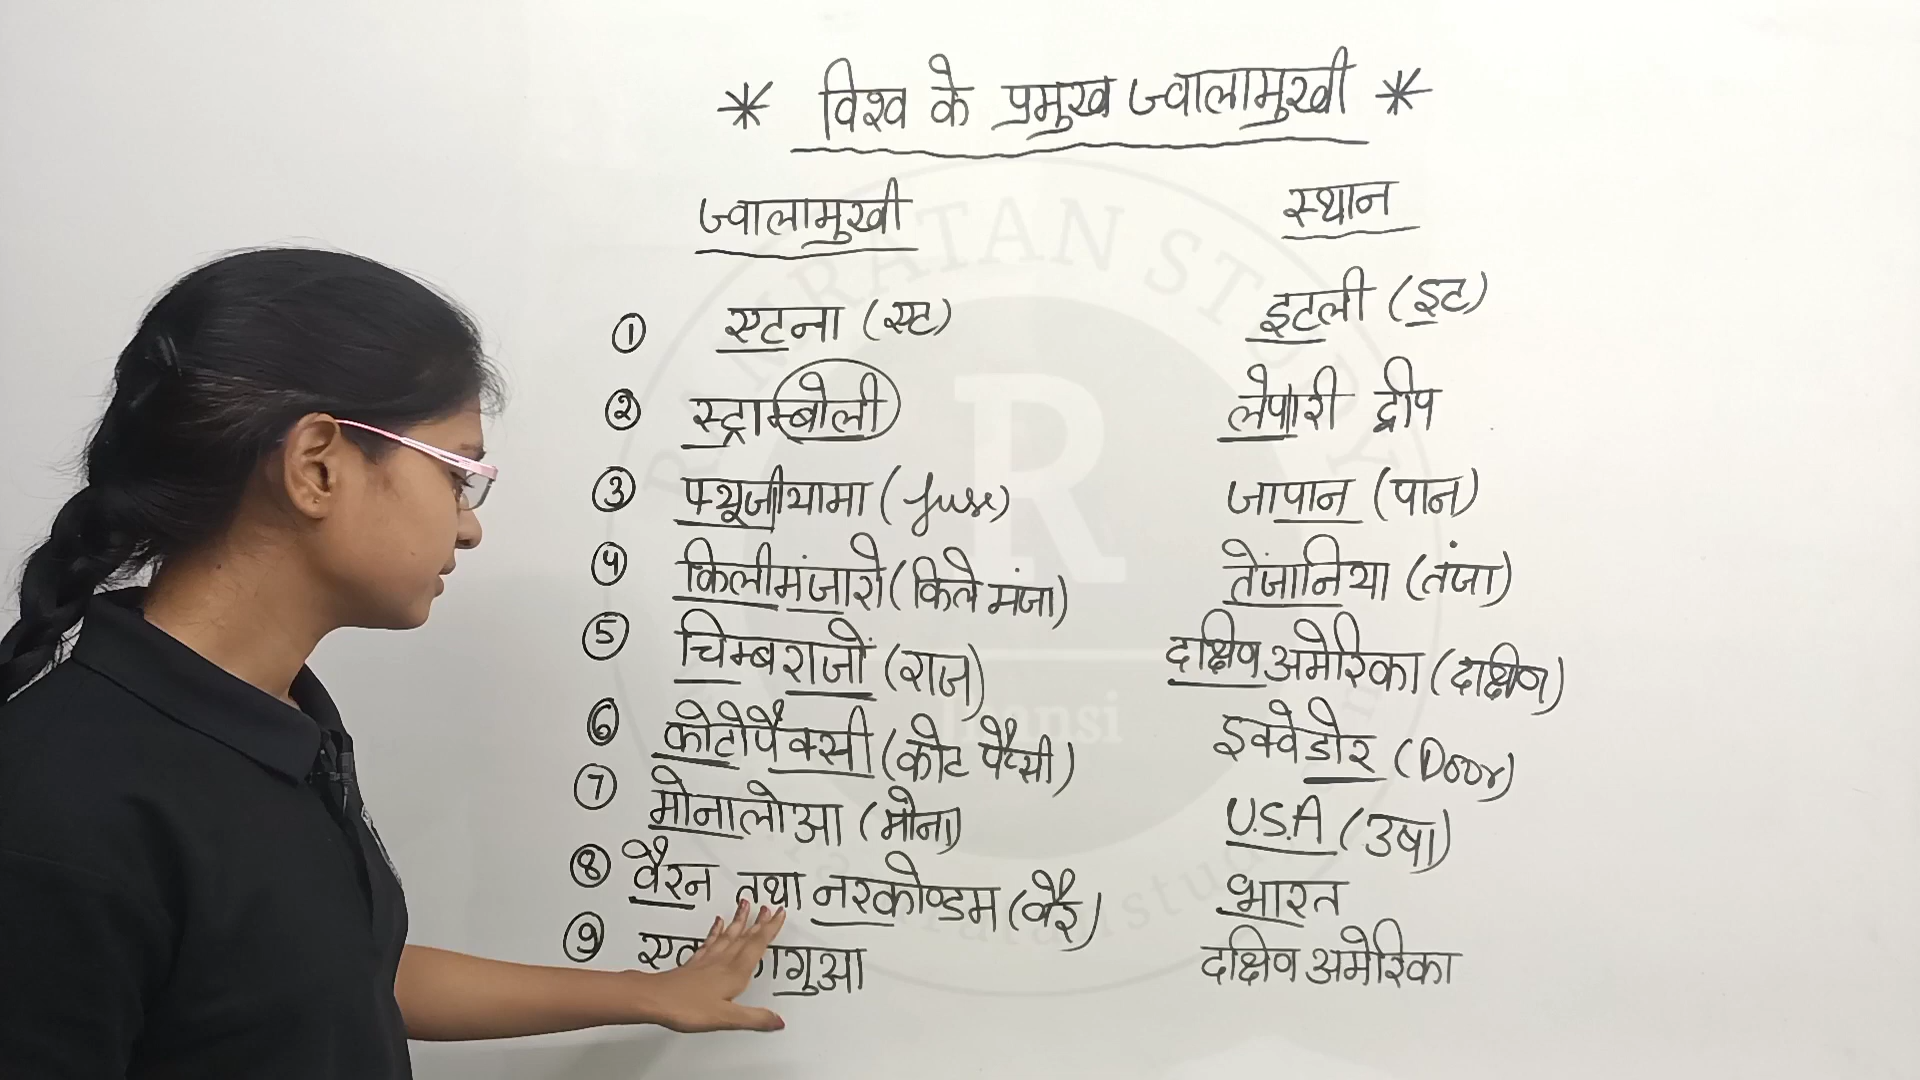 * विश्व के प्रमुख ज्वालामुखी *
ज्वालामुखी स्थान
① एटना (एट) इटली (इट)
② स्ट्राम्बोली लेपारी द्वीप
③ फ्यूजीयामा (fuse) जापान (पान)
④ किलीमंजारो (किले मंजा) तेंजानिया (तंजा)
⑤ चिम्बराजों (राज) दक्षिण अमेरिका (दक्षिण)
⑥ कोटोपैक्सी (कोट पैप्सी) इक्वेडोर (Door)
⑦ मोनालोआ (मोना) U.S.A (उषा)
⑧ वैरन तथा नरकोण्डम (वैर) भारत
⑨ गुआ दक्षिण अमेरिका
R